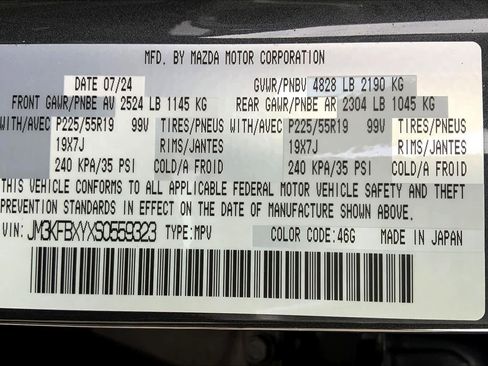 MFD. BY MAZDA MOTOR CORPORATION
DATE 07/24 GVWR/PNBV 4828 LB 2190 KG
FRONT GAWR/PNBE AV 2524 LB 1145 KG REAR GAWR/PNBE AR 2304 LB 1045 KG
WITH/AVEC P225/55R19 99V TIRES/PNEUS WITH/AVEC P225/55R19 99V TIRES/PNEUS
19X7J RIMS/JANTES 19X7J RIMS/JANTES
240 KPA/35 PSI COLD/A FROID 240 KPA/35 PSI COLD/A FROID
THIS VEHICLE CONFORMS TO ALL APPLICABLE FEDERAL MOTOR VEHICLE SAFETY AND THEFT
PREVENTION STANDARDS IN EFFECT ON THE DATE OF MANUFACTURE SHOWN ABOVE.
VIN: JM3KFBXYXS0559323 TYPE:MPV COLOR CODE:46G MADE IN JAPAN